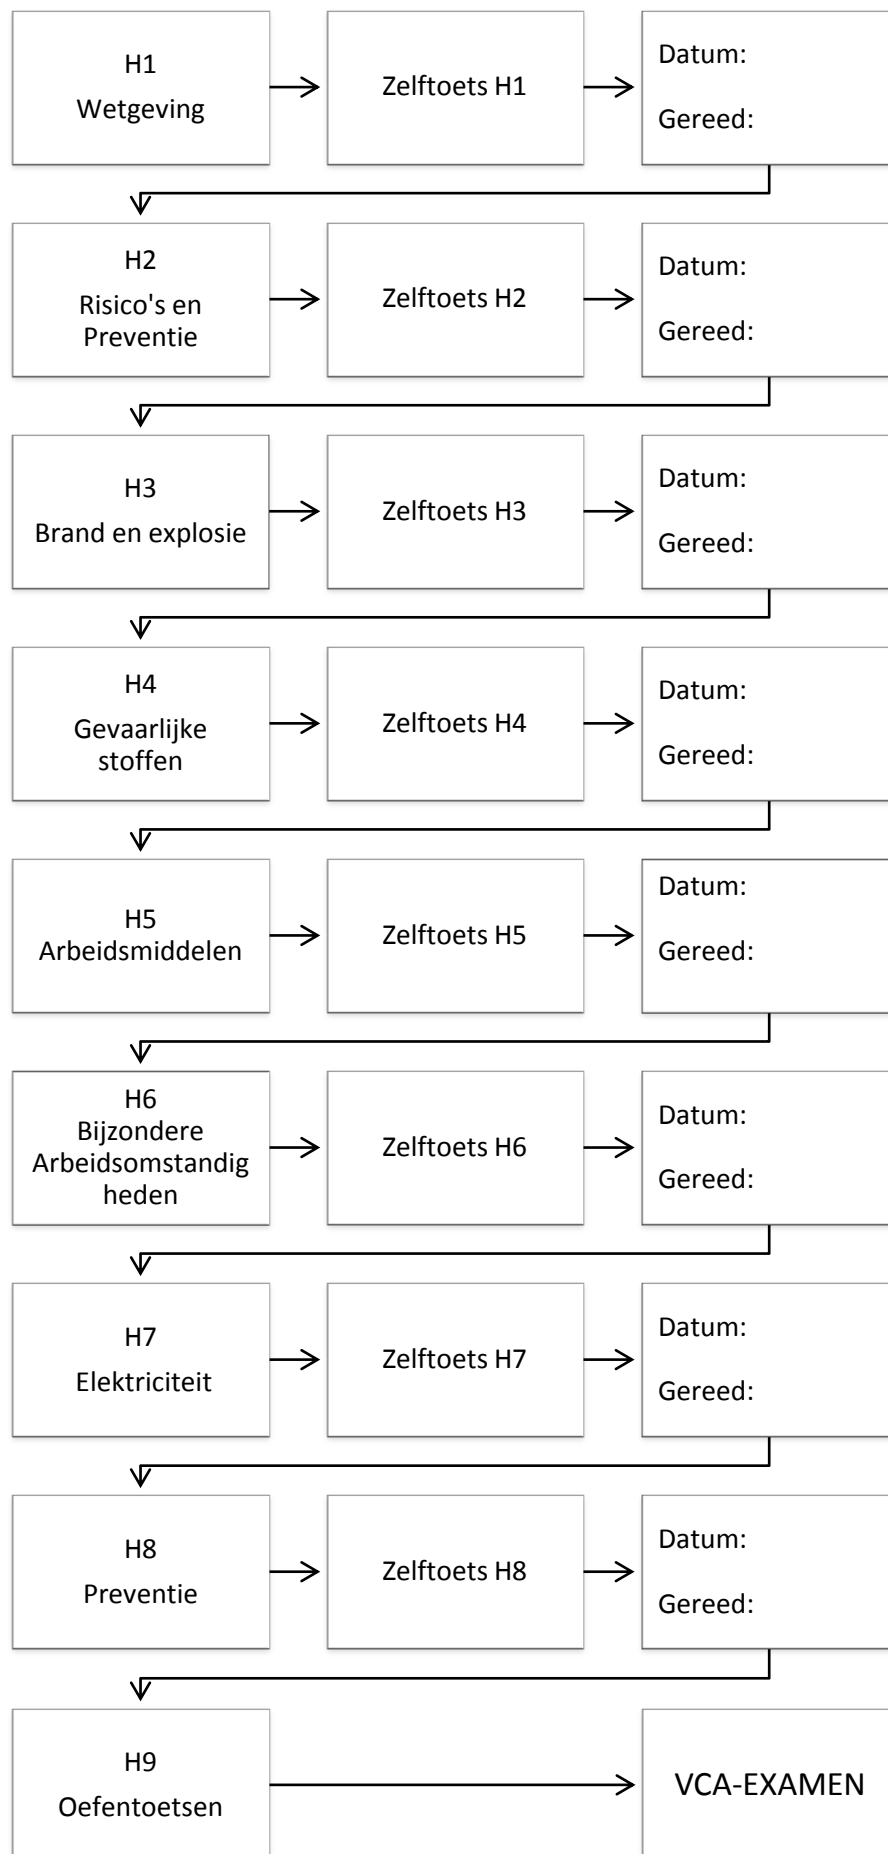 H1
Wetgeving
Zelftoets H1
Datum:
Gereed:
H2
Risico's en
Preventie
Zelftoets H2
Datum:
Gereed:
H3
Brand en explosie
Zelftoets H3
Datum:
Gereed:
H4
Gevaarlijke
stoffen
Zelftoets H4
Datum:
Gereed:
H5
Arbeidsmiddelen
Zelftoets H5
Datum:
Gereed:
H6
Bijzondere
Arbeidsomstandig
heden
Zelftoets H6
Datum:
Gereed:
H7
Elektriciteit
Zelftoets H7
Datum:
Gereed:
H8
Preventie
Zelftoets H8
Datum:
Gereed:
H9
Oefentoetsen
VCA-EXAMEN